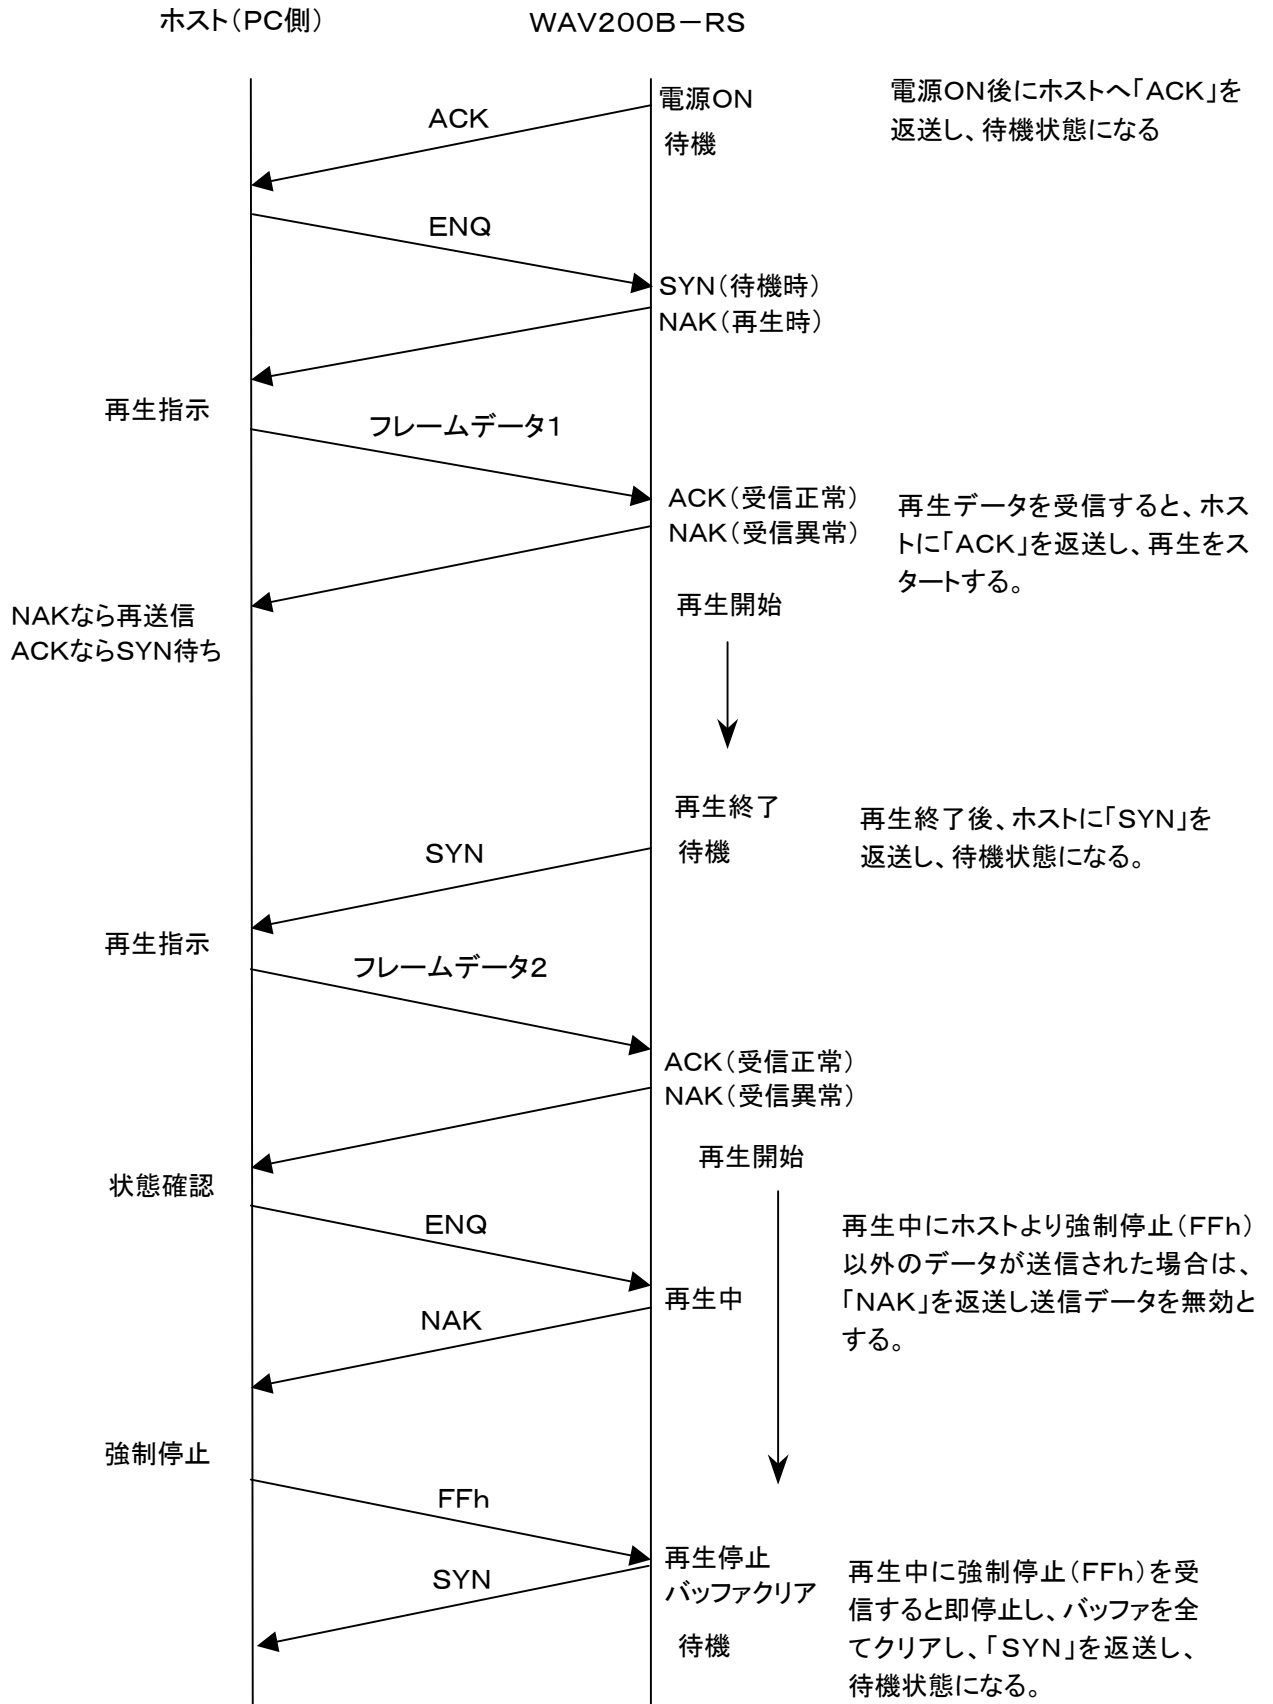 ホスト（PC側）
WAV200B－RS
電源ON
電源ON後にホストへ「ACK」を
返送し、待機状態になる
ACK
待機
ENQ
SYN（待機時）
NAK（再生時）
再生指示
フレームデータ1
ACK（受信正常）
NAK（受信異常）
再生データを受信すると、ホス
トに「ACK」を返送し、再生をス
タートする。
NAKなら再送信
ACKならSYN待ち
再生開始
再生終了
待機
再生終了後、ホストに「SYN」を
返送し、待機状態になる。
SYN
再生指示
フレームデータ2
ACK（受信正常）
NAK（受信異常）
再生開始
状態確認
ENQ
再生中にホストより強制停止（FFh）
以外のデータが送信された場合は、
「NAK」を返送し送信データを無効と
する。
再生中
NAK
強制停止
FFh
再生停止
バッファクリア
SYN
待機
再生中に強制停止（FFh）を受
信すると即停止し、バッファを全
てクリアし、「SYN」を返送し、
待機状態になる。